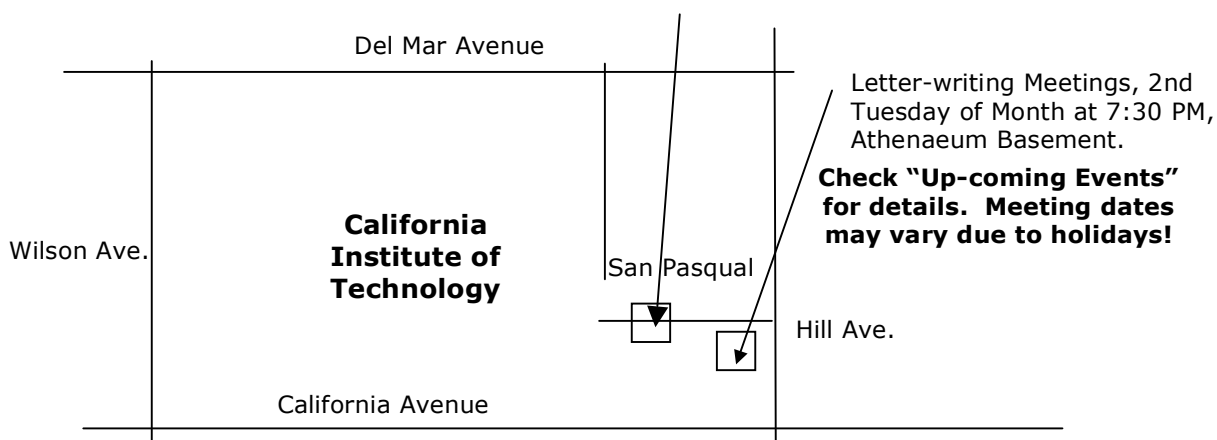 Del Mar Avenue
Letter-writing Meetings, 2nd
Tuesday of Month at 7:30 PM,
Athenaeum Basement.
Check “Up-coming Events”
for details.  Meeting dates
may vary due to holidays!
California
Institute of
Technology
Wilson Ave.
San Pasqual
Hill Ave.
California Avenue